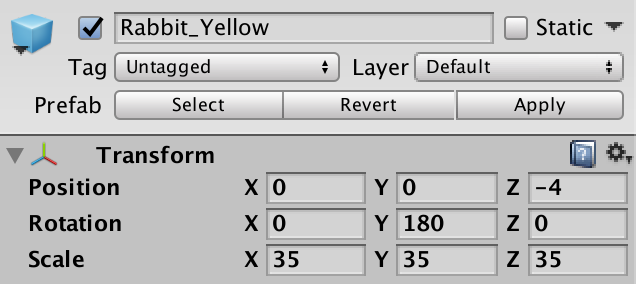 Rabbit_Yellow Static
Tag Untagged Layer Default
Prefab Select Revert Apply
Transform
Position X 0 Y 0 Z -4
Rotation X 0 Y 180 Z 0
Scale X 35 Y 35 Z 35